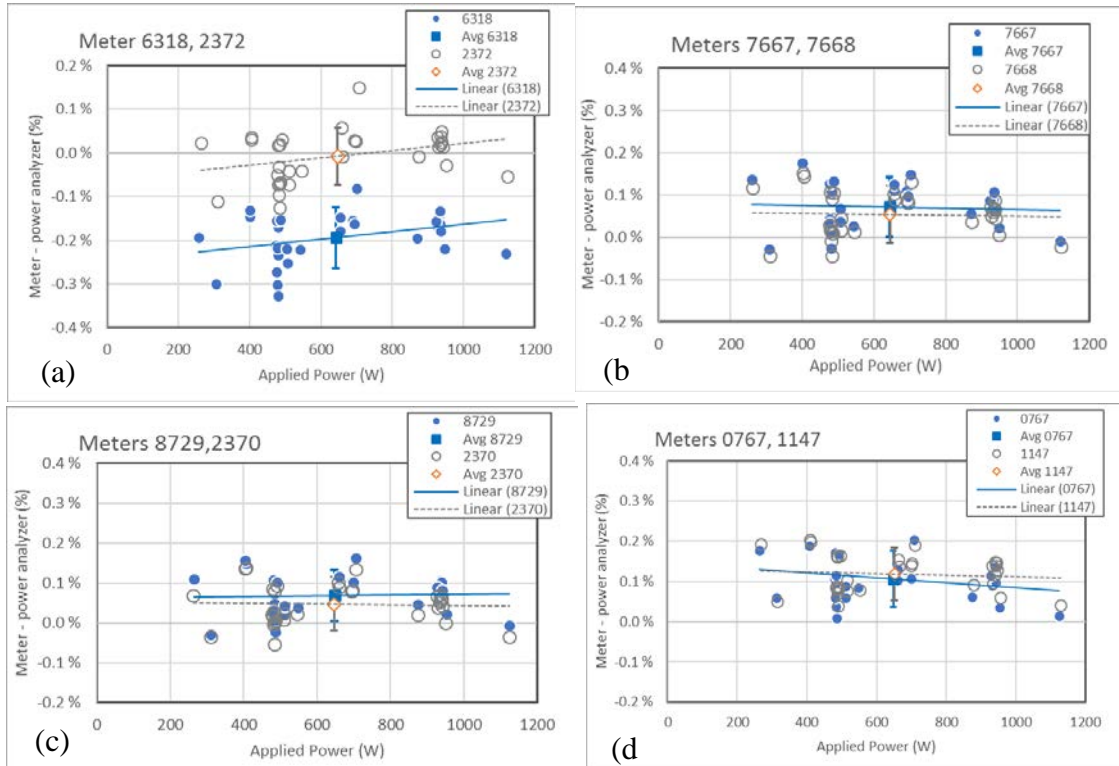 Meter 6318, 2372
6318
Avg 6318
2372
Avg 2372
Linear (6318)
Linear (2372)
0.2 %
0.1 %
0.0 %
-0.1 %
-0.2 %
-0.3 %
-0.4 %
Meter - power analyzer (%)
0
200
400
600
800
1000
1200
Applied Power (W)
(a)
Meters 7667, 7668
7667
Avg 7667
7668
Avg 7668
Linear (7667)
Linear (7668)
0.4 %
0.3 %
0.2 %
0.1 %
0.0 %
-0.1 %
-0.2 %
Meter - power analyzer (%)
0
200
400
600
800
1000
1200
Applied Power (W)
(b)
Meters 8729,2370
8729
Avg 8729
2370
Avg 2370
Linear (8729)
Linear (2370)
0.4 %
0.3 %
0.2 %
0.1 %
0.0 %
-0.1 %
-0.2 %
Meter - power analyzer (%)
0
200
400
600
800
1000
1200
Applied Power (W)
(c)
Meters 0767, 1147
0767
Avg 0767
1147
Avg 1147
Linear (0767)
Linear (1147)
0.4 %
0.3 %
0.2 %
0.1 %
0.0 %
-0.1 %
-0.2 %
Meter - power analyzer (%)
0
200
400
600
800
1000
1200
Applied Power (W)
(d)